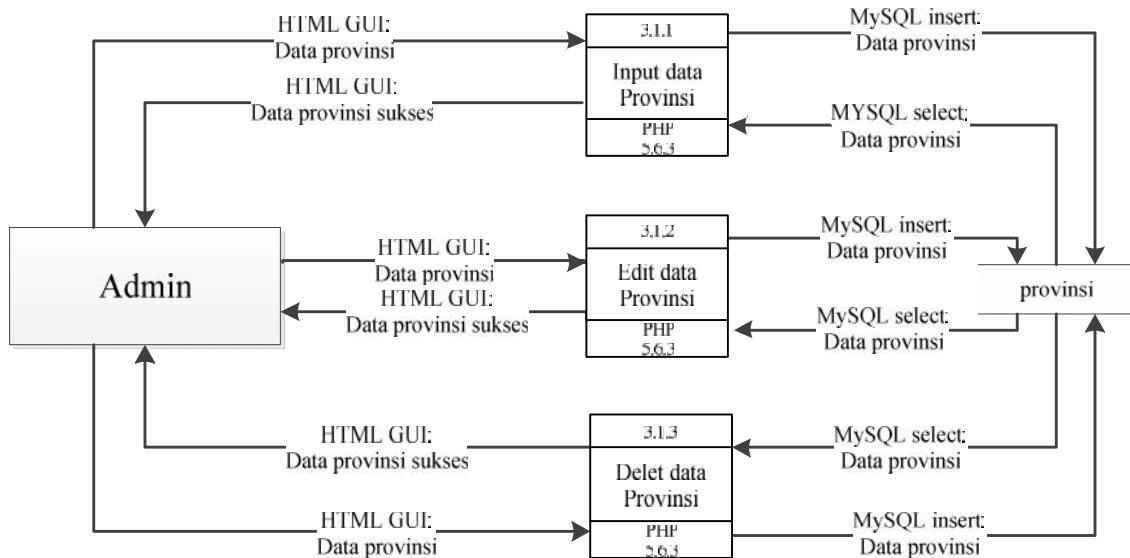 HTML GUI:
Data provinsi
3.1.1
Input data
Provinsi
PHP
5.6.3
MySQL insert:
Data provinsi
HTML GUI:
Data provinsi sukses
MYSQL select:
Data provinsi
Admin
HTML GUI:
Data provinsi
HTML GUI:
Data provinsi sukses
3.1.2
Edit data
Provinsi
PHP
5.6.3
MySQL insert:
Data provinsi
MySQL select:
Data provinsi
provinsi
HTML GUI:
Data provinsi sukses
3.1.3
Delet data
Provinsi
PHP
5.6.3
MySQL select:
Data provinsi
HTML GUI:
Data provinsi
MySQL insert:
Data provinsi